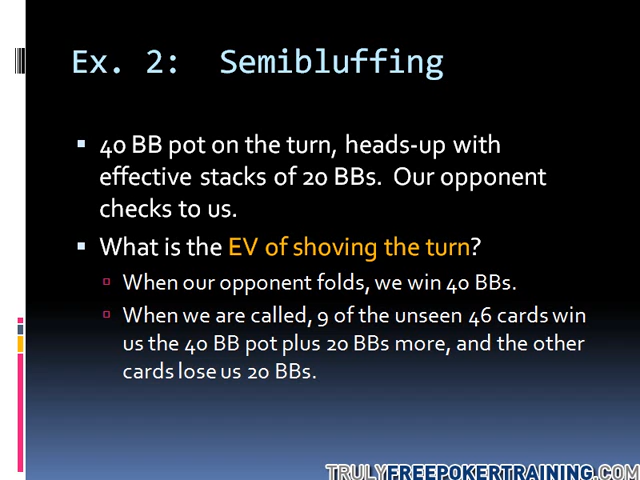 Ex. 2:  Semibluffing
40 BB pot on the turn, heads-up with
effective stacks of 20 BBs.  Our opponent
checks to us.
What is the EV of shoving the turn?
When our opponent folds, we win 40 BBs.
When we are called, 9 of the unseen 46 cards win
us the 40 BB pot plus 20 BBs more, and the other
cards lose us 20 BBs.
TRULYFREEPOKERTRAINING.COM